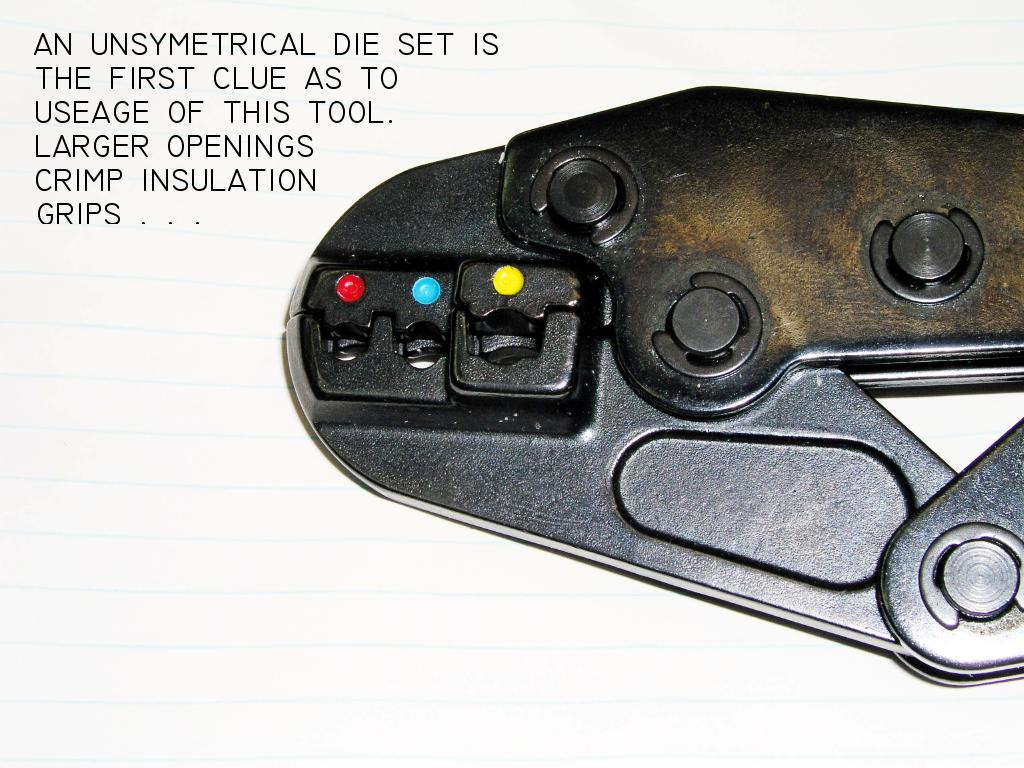 AN UNSYMETRICAL DIE SET IS
THE FIRST CLUE AS TO
USEAGE OF THIS TOOL.
LARGER OPENINGS
CRIMP INSULATION
GRIPS . . .